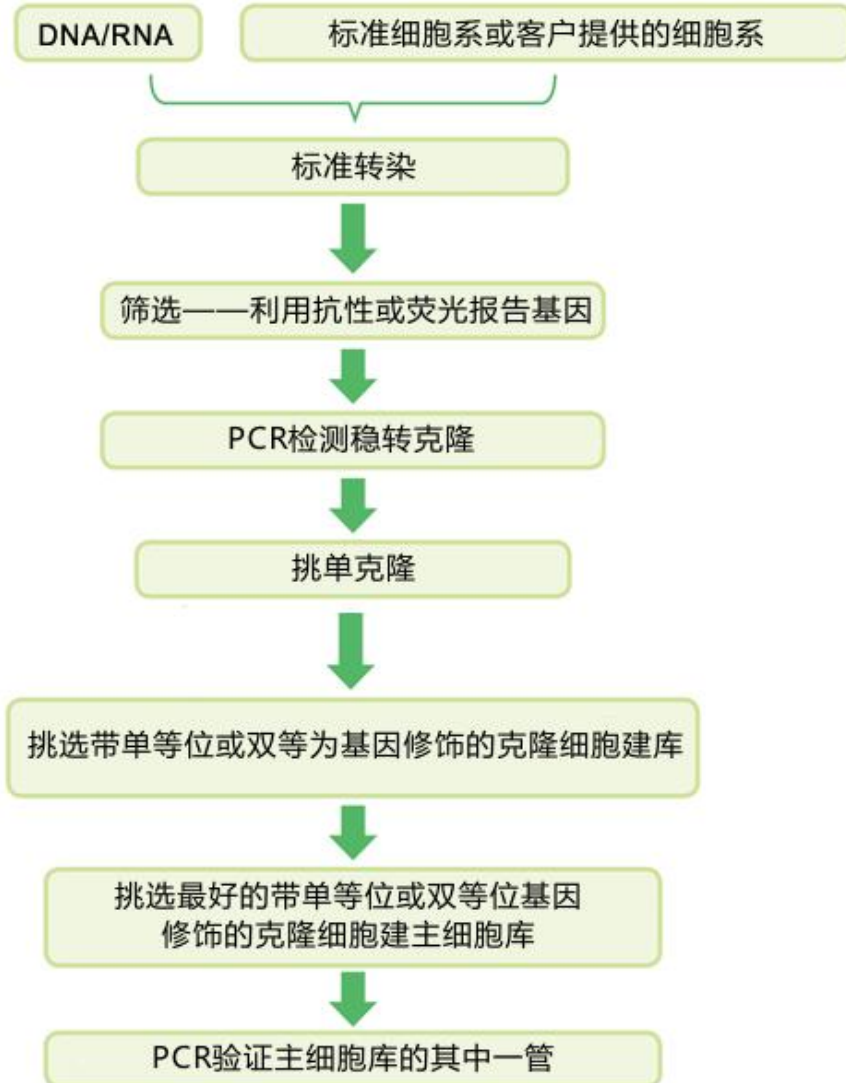 DNA/RNA
标准细胞系或客户提供的细胞系
标准转染
筛选——利用抗性或荧光报告基因
PCR检测稳转克隆
挑单克隆
挑选带单等位或双等为基因修饰的克隆细胞建库
挑选最好的带单等位或双等位基因
修饰的克隆细胞建主细胞库
PCR验证主细胞库的其中一管